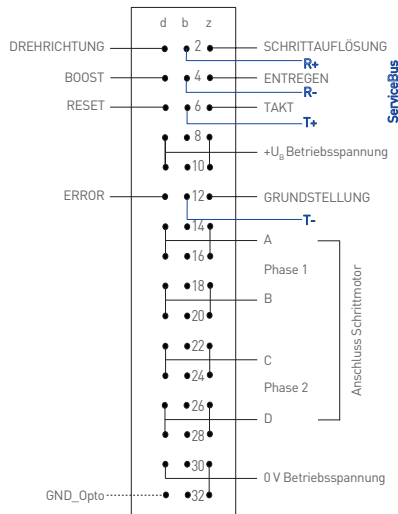 d b z
DREHRICHTUNG 2 SCHRITTAUFLÖSUNG
R+
BOOST 4 ENTREGEN
R-
RESET 6 TAKT
T+
ServiceBus
8
+UB Betriebsspannung
10
ERROR 12 GRUNDSTELLUNG
T-
14
A
16
Phase 1
18
B
20
22
C
24
Phase 2
26
D
28
Anschluss Schrittmotor
30
0 V Betriebsspannung
GND_Opto 32